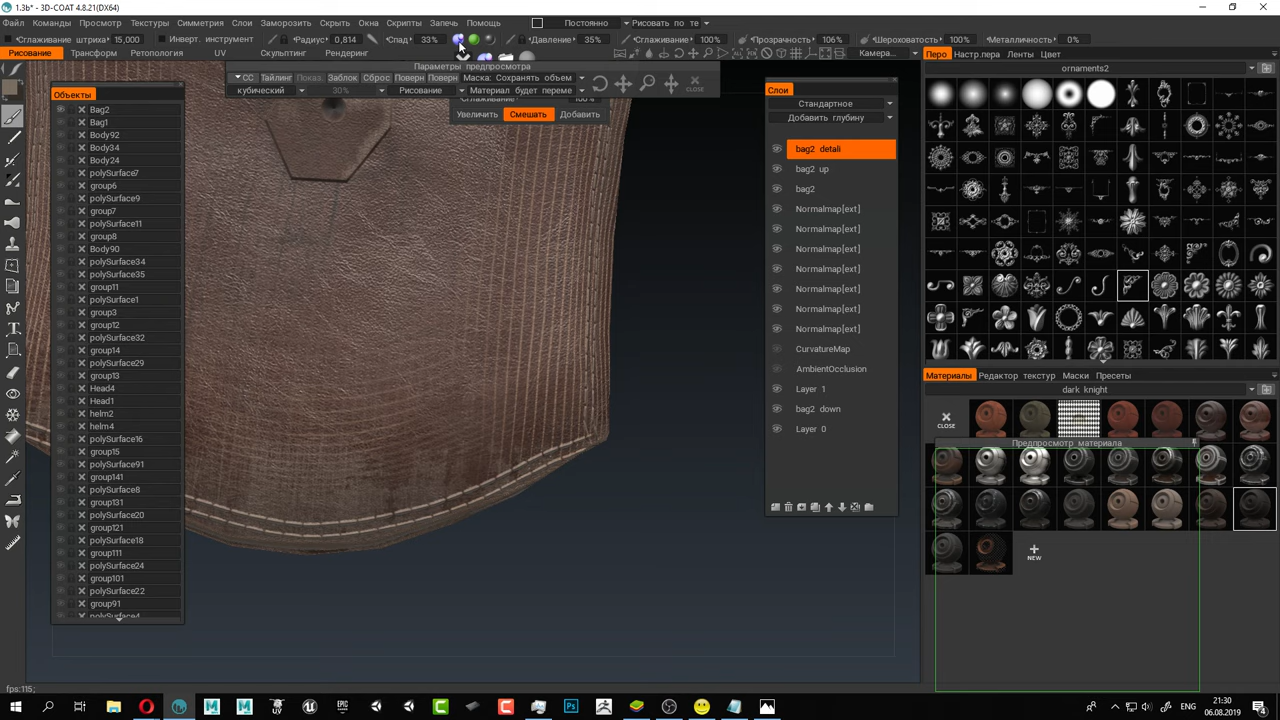 1.3b* - 3D-COAT 4.8.21(DX64)
Файл Команды Просмотр Текстуры Симметрия Слои Заморозить Скрыть Окна Скрипты Запечь Помощь Постоянно Рисовать по те
Сглаживание штриха 15,000 Инверт. инструмент Радиус 0,814 Спад 33% Давление 35% Сглаживание 100% Прозрачность 106% Шероховатость 100% Металличность 0%
Рисование Трансформ Ретопология UV Скульптинг Рендеринг Камера...
Параметры предпросмотра
CC Тайлинг Показ. Заблок Сброс Поверн Поверн Маска: Сохранять объем
кубический 30% Рисование Материал будет переме
CLOSE
Сглаживание 100%
Увеличить Смешать Добавить
Объекты
Bag2
Bag1
Body92
Body34
Body24
polySurface7
group6
polySurface9
group7
polySurface11
group8
Body90
polySurface34
polySurface35
group11
polySurface1
group3
group12
polySurface32
group14
polySurface29
group13
Head4
Head1
helm2
helm4
polySurface16
group15
polySurface91
group141
polySurface8
group131
polySurface20
group121
polySurface18
group111
polySurface24
group101
polySurface22
group91
polySurface4
Слои
Стандартное
Добавить глубину
bag2 detali
bag2 up
bag2
Normalmap[ext]
Normalmap[ext]
Normalmap[ext]
Normalmap[ext]
Normalmap[ext]
Normalmap[ext]
Normalmap[ext]
CurvatureMap
AmbientOcclusion
Layer 1
bag2 down
Layer 0
Перо Настр.пера Ленты Цвет
ornaments2
Материалы Редактор текстур Маски Пресеты
dark knight
CLOSE
Предпросмотр материала
NEW
fps:115;
21:30
06.08.2019